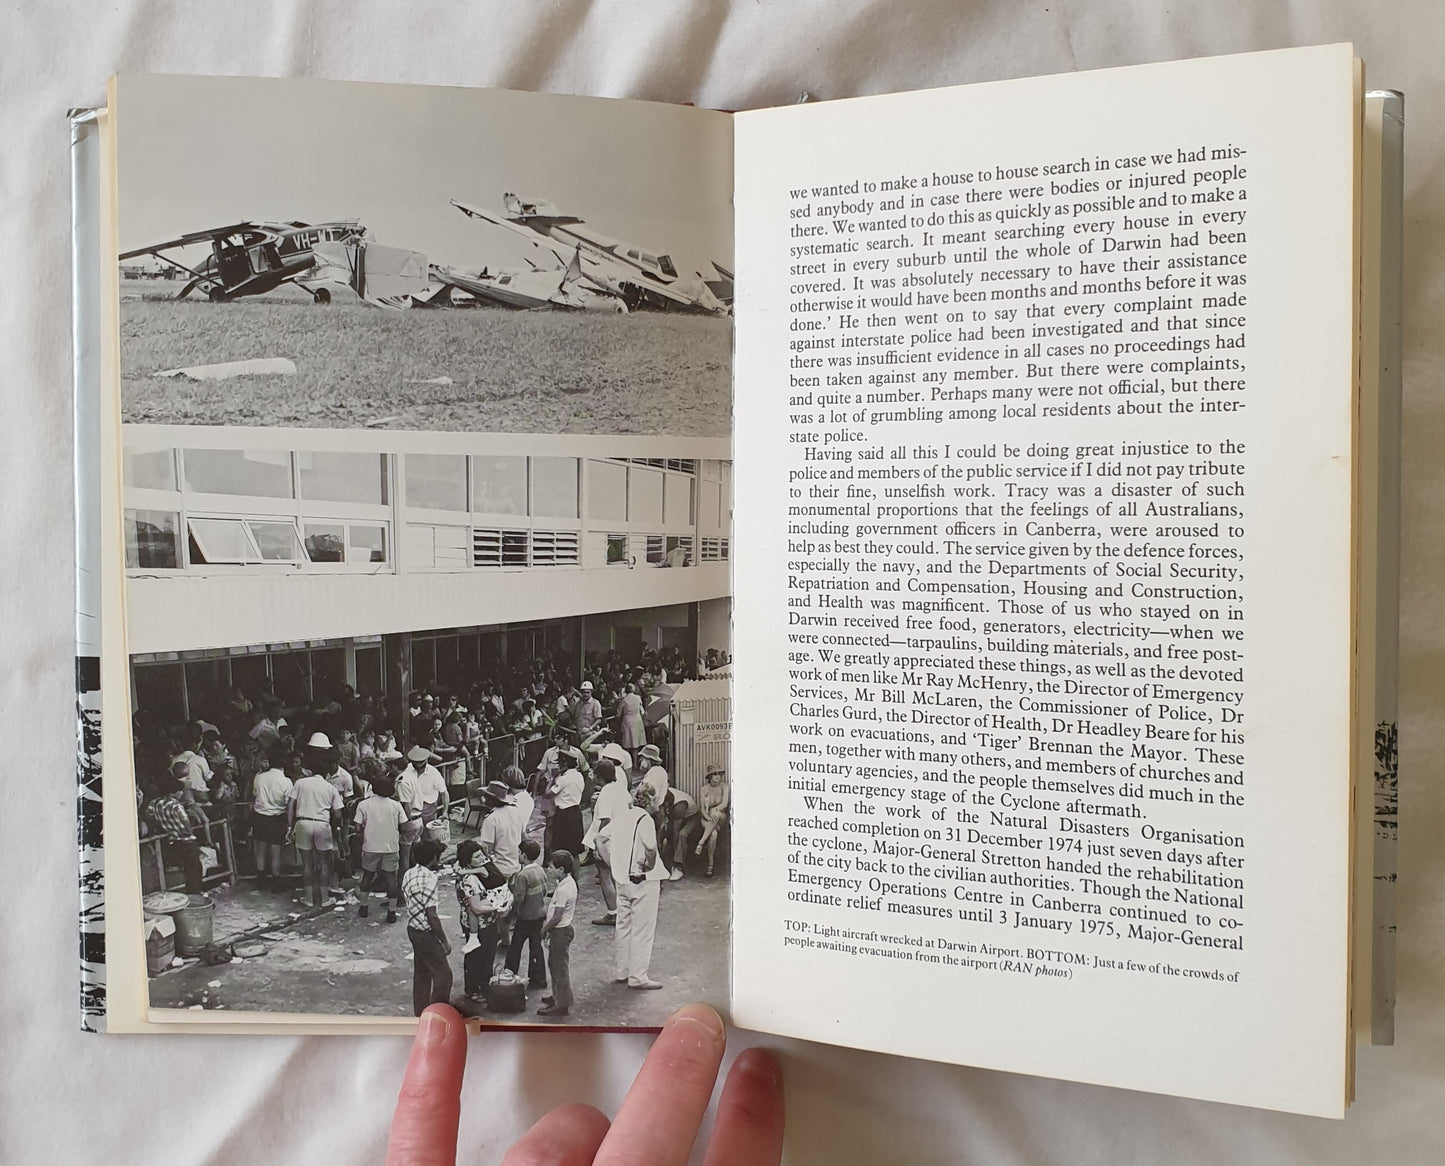 VH-
AVK0093
we wanted to make a house to house search in case we had mis-
sed anybody and in case there were bodies or injured people
there. We wanted to do this as quickly as possible and to make a
systematic search. It meant searching every house in every
street in every suburb until the whole of Darwin had been
covered. It was absolutely necessary to have their assistance
otherwise it would have been months and months before it was
done.’ He then went on to say that every complaint made
against interstate police had been investigated and that since
there was insufficient evidence in all cases no proceedings had
been taken against any member. But there were complaints,
and quite a number. Perhaps many were not official, but there
was a lot of grumbling among local residents about the inter-
state police.
Having said all this I could be doing great injustice to the
police and members of the public service if I did not pay tribute
to their fine, unselfish work. Tracy was a disaster of such
monumental proportions that the feelings of all Australians,
including government officers in Canberra, were aroused to
help as best they could. The service given by the defence forces,
especially the navy, and the Departments of Social Security,
Repatriation and Compensation, Housing and Construction,
and Health was magnificent. Those of us who stayed on in
Darwin received free food, generators, electricity—when we
were connected—tarpaulins, building materials, and free post-
age. We greatly appreciated these things, as well as the devoted
work of men like Mr Ray McHenry, the Director of Emergency
Services, Mr Bill McLaren, the Commissioner of Police, Dr
Charles Gurd, the Director of Health, Dr Headley Beare for his
work on evacuations, and ‘Tiger’ Brennan the Mayor. These
men, together with many others, and members of churches and
voluntary agencies, and the people themselves did much in the
initial emergency stage of the Cyclone aftermath.
When the work of the Natural Disasters Organisation
reached completion on 31 December 1974 just seven days after
the cyclone, Major-General Stretton handed the rehabilitation
of the city back to the civilian authorities. Though the National
Emergency Operations Centre in Canberra continued to co-
ordinate relief measures until 3 January 1975, Major-General
TOP: Light aircraft wrecked at Darwin Airport. BOTTOM: Just a few of the crowds of
people awaiting evacuation from the airport (RAN photos)